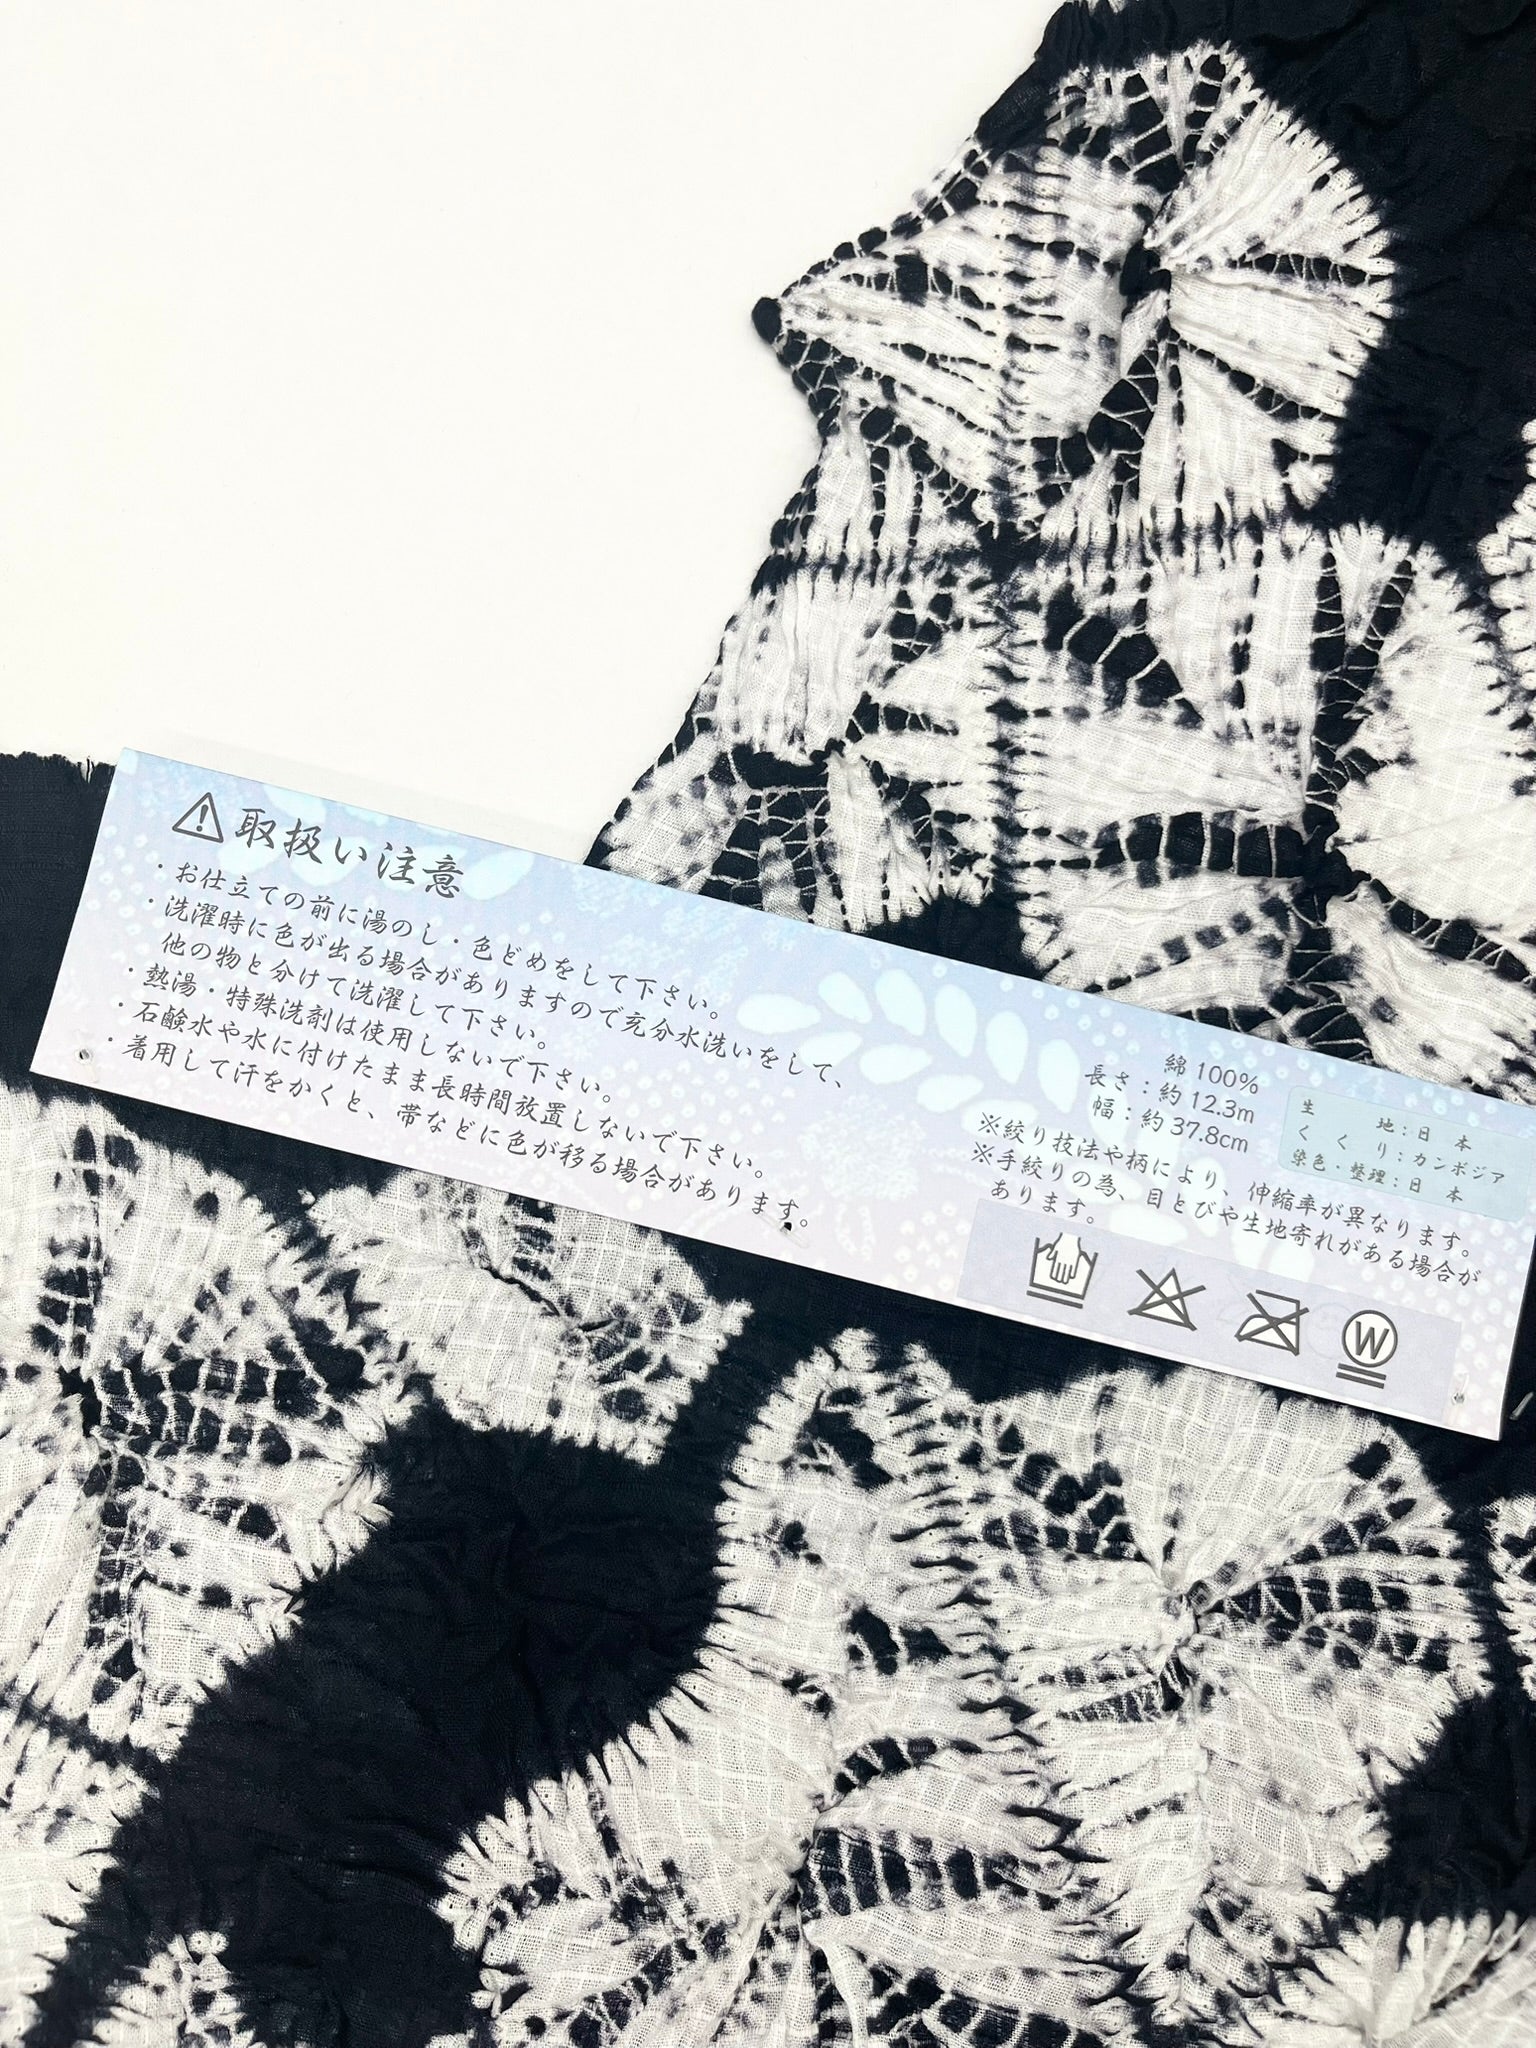 取扱い注意
・お仕立ての前に湯のし・色どめをして下さい。
・洗濯時に色が出る場合がありますので充分水洗いをして、
他の物と分けて洗濯して下さい。
・熱湯・特殊洗剤は使用しないで下さい。
・石鹸水や水に付けたまま長時間放置しないで下さい。
・着用して汗をかくと、帯などに色が移る場合があります。
綿100%
長さ：約12.3m
幅：約37.8cm
生地：日本
くくり：カンボジア
染色・整理：日本
※絞り技法や柄により、伸縮率が異なります。
※手絞りの為、目とびや生地寄れがある場合が
あります。
W